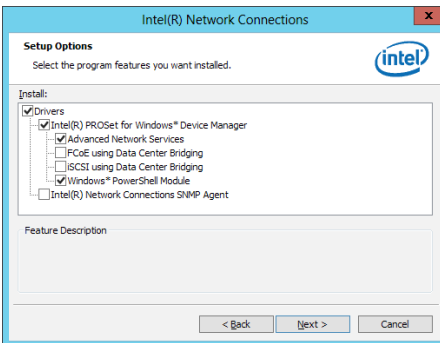 Intel(R) Network Connections
x
Setup Options
Select the program features you want installed.
intel
Install:
Drivers
Intel(R) PROSet for Windows* Device Manager
Advanced Network Services
FCoE using Data Center Bridging
iSCSI using Data Center Bridging
Windows* PowerShell Module
Intel(R) Network Connections SNMP Agent
Feature Description
< Back
Next >
Cancel